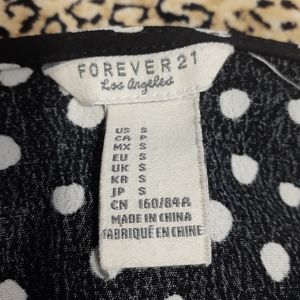 FOREVER 21
Los Angeles
US S
CA P
MX S
EU S
UK S
KR S
JP S
CN 160/84A
MADE IN CHINA
FABRIQUÉ EN CHINE